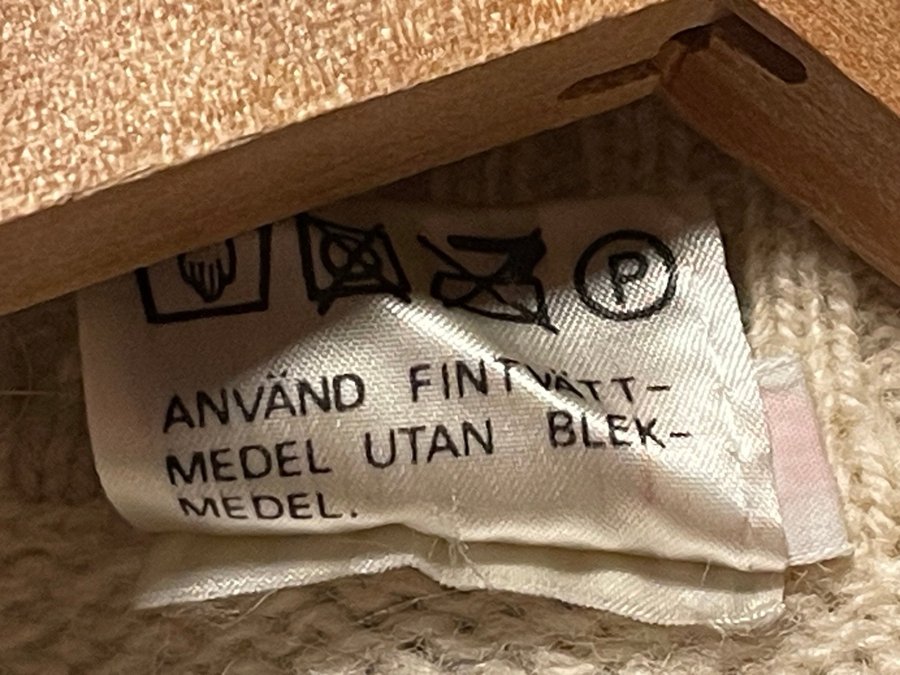 P
ANVÄND FINTVÄTT-
MEDEL UTAN BLEK-
MEDEL.